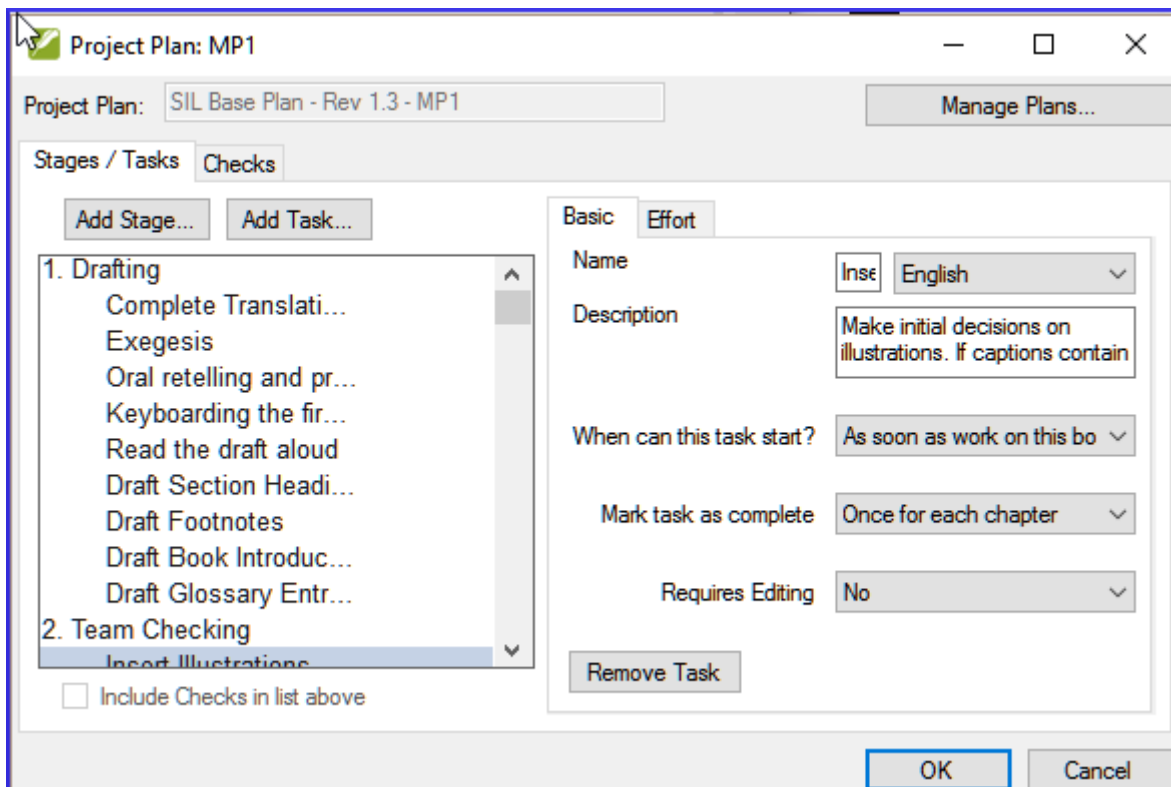 Project Plan: MP1
Project Plan: SIL Base Plan - Rev 1.3 - MP1 Manage Plans...
Stages / Tasks Checks
Add Stage... Add Task...
1. Drafting
Complete Translati...
Exegesis
Oral retelling and pr...
Keyboarding the fir...
Read the draft aloud
Draft Section Headi...
Draft Footnotes
Draft Book Introduc...
Draft Glossary Entr...
2. Team Checking
Insert Illustrations
Include Checks in list above
Basic Effort
Name Inse English
Description Make initial decisions on
illustrations. If captions contain
When can this task start? As soon as work on this bo
Mark task as complete Once for each chapter
Requires Editing No
Remove Task
OK Cancel